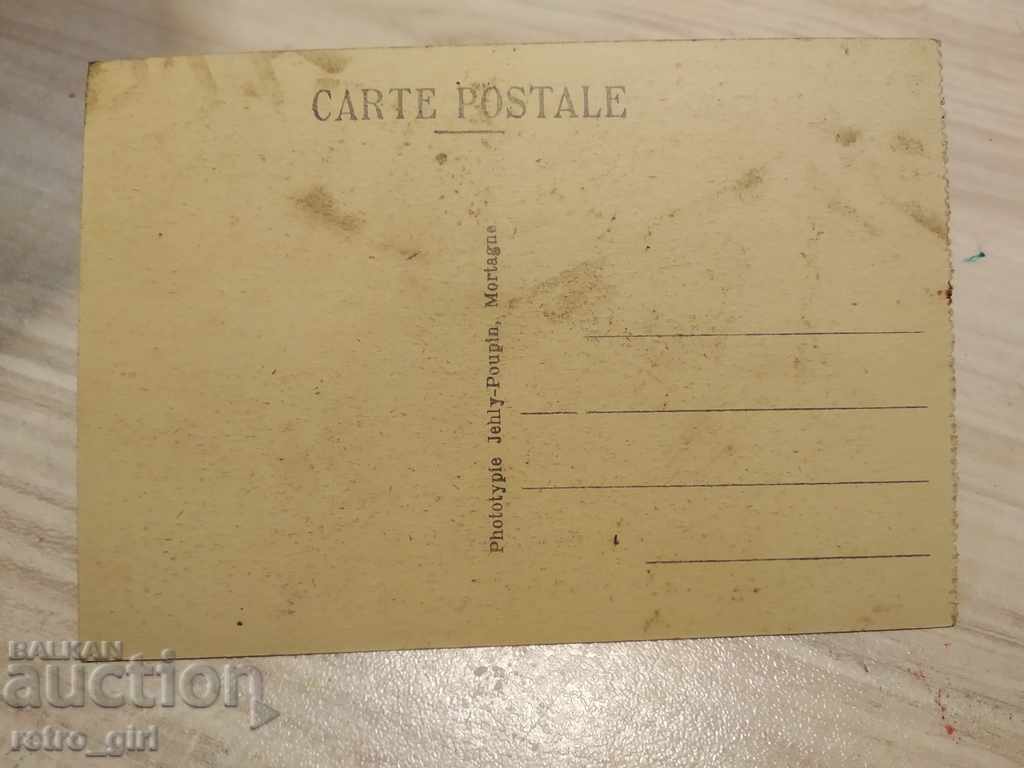 CARTE POSTALE
Phototypie Jehly-Poupin, Mortagne
BALKAN
auction
retro_girl